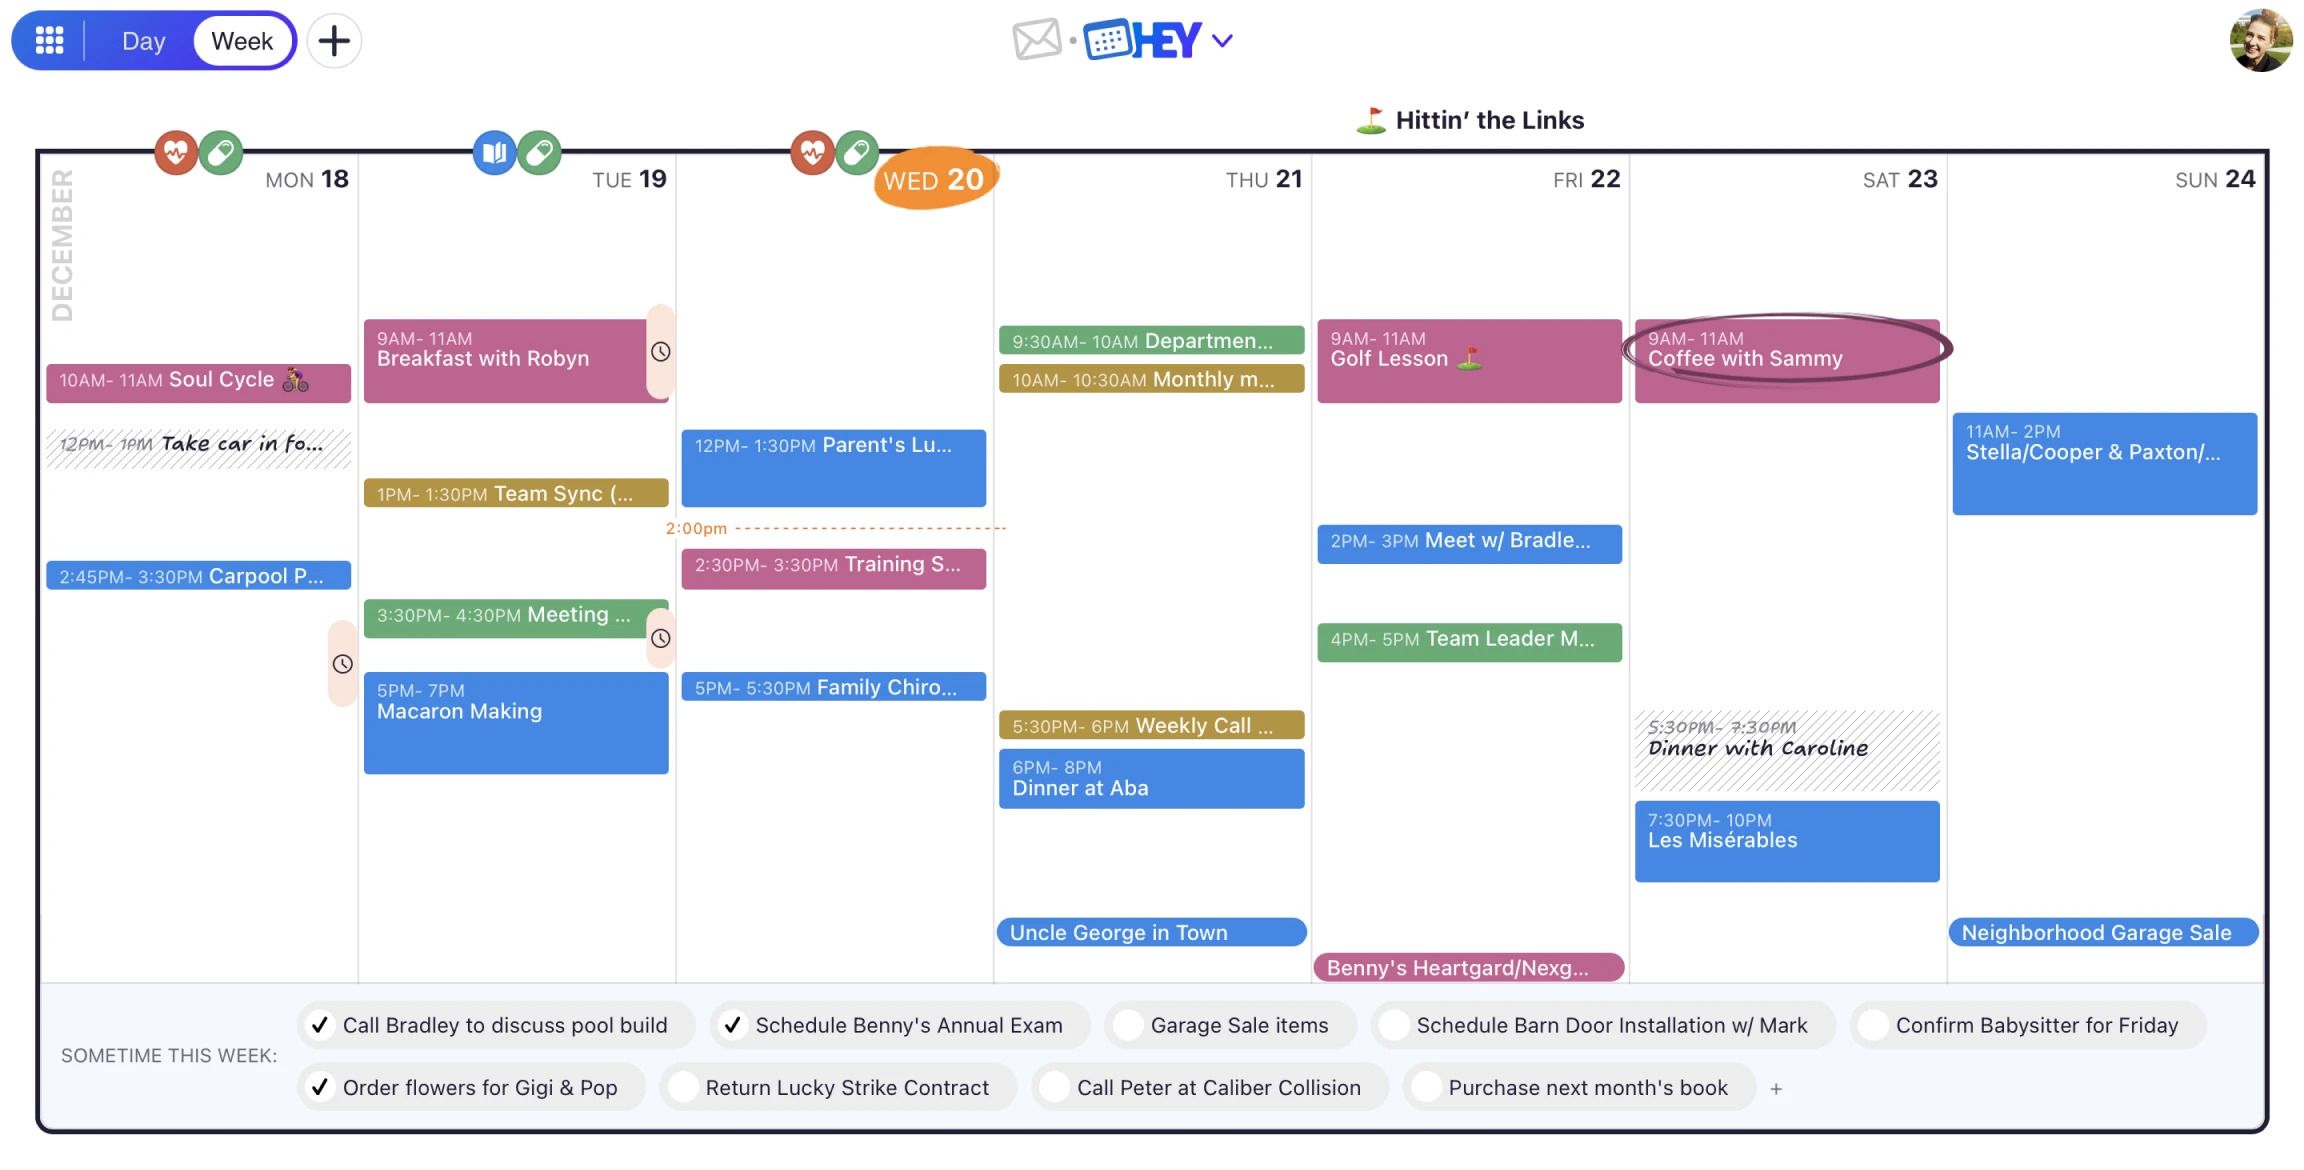 Day
Week
HEY
Hittin’ the Links
DECEMBER
MON 18
TUE 19
WED 20
THU 21
FRI 22
SAT 23
SUN 24
10AM- 11AM Soul Cycle
12PM- 1PM Take car in fo...
2:45PM- 3:30PM Carpool P...
9AM- 11AM
Breakfast with Robyn
1PM- 1:30PM Team Sync (...
3:30PM- 4:30PM Meeting ...
5PM- 7PM
Macaron Making
12PM- 1:30PM Parent's Lu...
2:00pm
2:30PM- 3:30PM Training S...
5PM- 5:30PM Family Chiro...
9:30AM- 10AM Departmen...
10AM- 10:30AM Monthly m...
5:30PM- 6PM Weekly Call ...
6PM- 8PM
Dinner at Aba
Uncle George in Town
9AM- 11AM
Golf Lesson
2PM- 3PM Meet w/ Bradle...
4PM- 5PM Team Leader M...
Benny's Heartgard/Nexg...
9AM- 11AM
Coffee with Sammy
5:30PM- 7:30PM
Dinner with Caroline
7:30PM- 10PM
Les Misérables
11AM- 2PM
Stella/Cooper & Paxton/...
Neighborhood Garage Sale
SOMETIME THIS WEEK:
Call Bradley to discuss pool build
Schedule Benny's Annual Exam
Garage Sale items
Schedule Barn Door Installation w/ Mark
Confirm Babysitter for Friday
Order flowers for Gigi & Pop
Return Lucky Strike Contract
Call Peter at Caliber Collision
Purchase next month's book
+